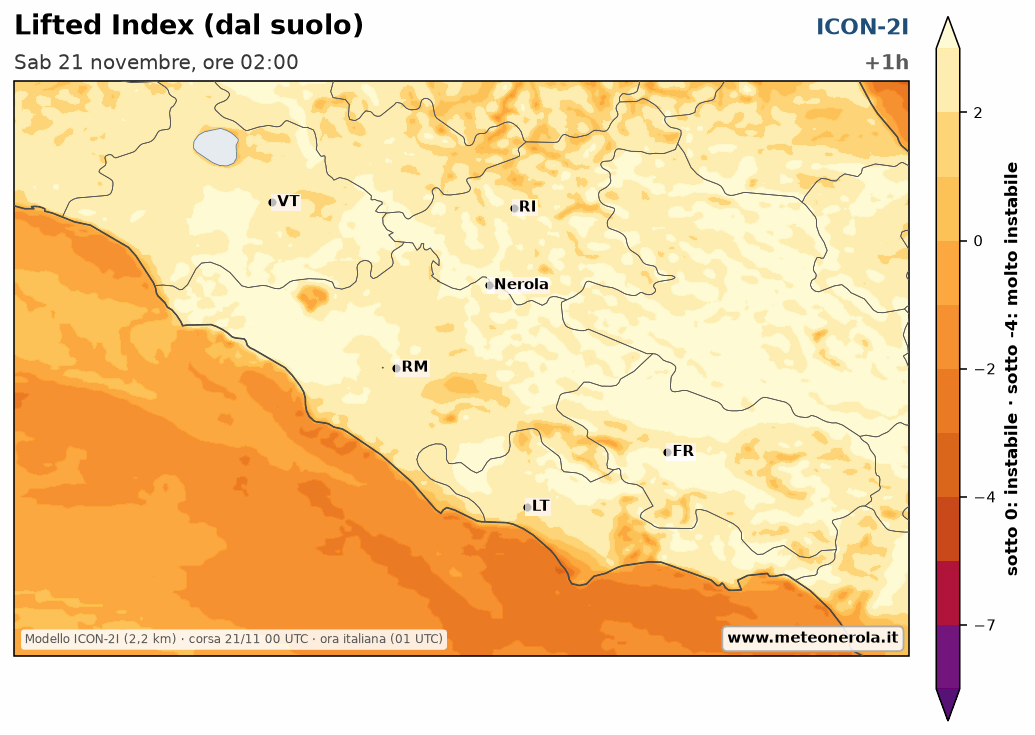 Lifted Index (dal suolo)
ICON-2I
Sab 21 novembre, ore 02:00
+1h
VT
RI
Nerola
RM
FR
LT
2
0
−2
−4
−7
sotto 0: instabile · sotto -4: molto instabile
Modello ICON-2I (2,2 km) · corsa 21/11 00 UTC · ora italiana (01 UTC)
www.meteonerola.it